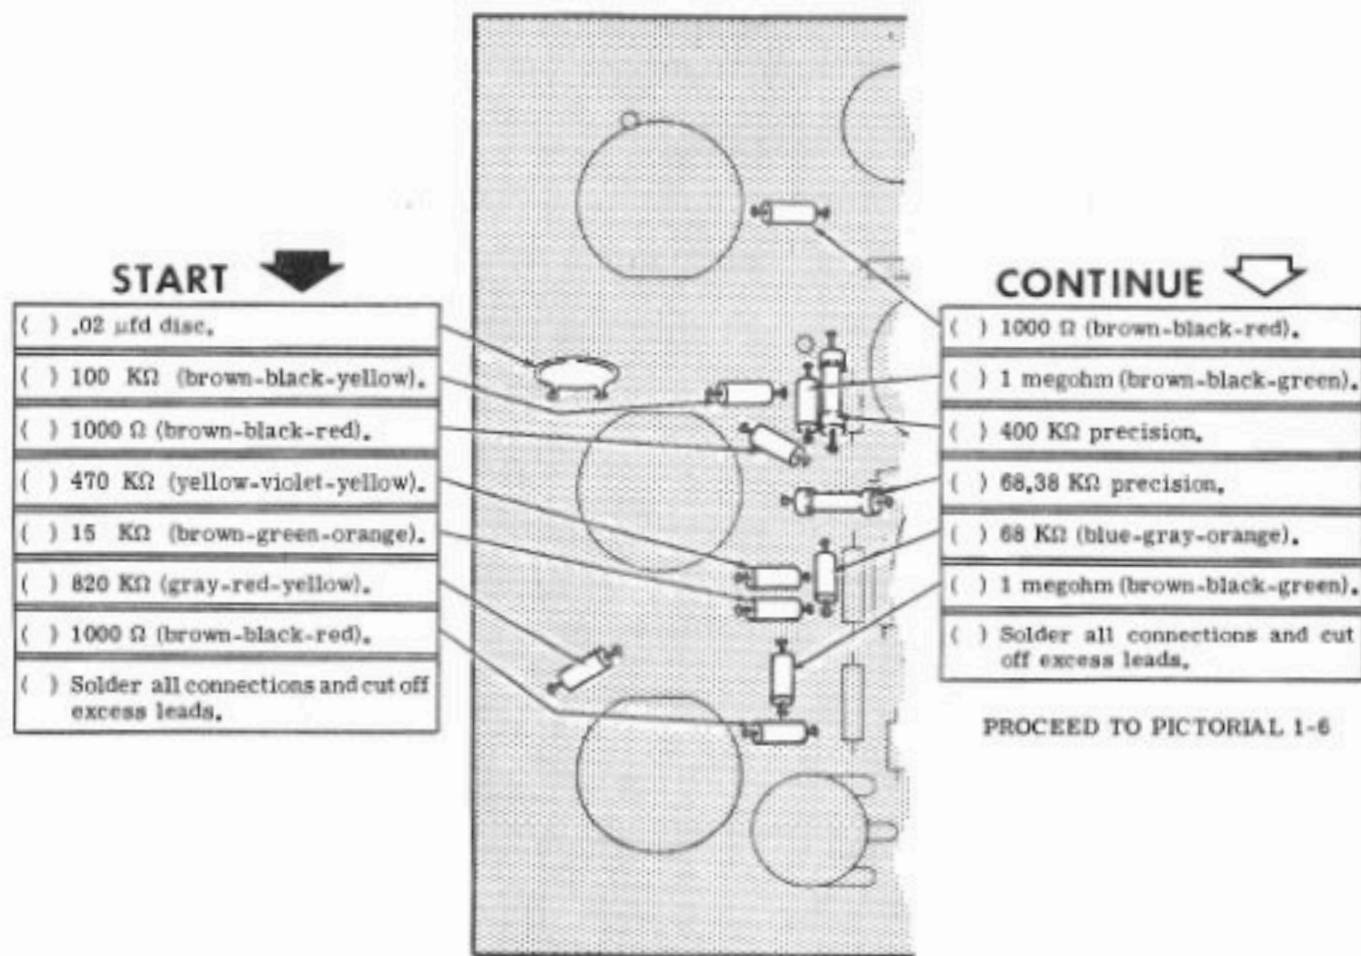 START
( ) .02 µfd disc.
( ) 100 KΩ (brown-black-yellow).
( ) 1000 Ω (brown-black-red).
( ) 470 KΩ (yellow-violet-yellow).
( ) 15 KΩ (brown-green-orange).
( ) 820 KΩ (gray-red-yellow).
( ) 1000 Ω (brown-black-red).
( ) Solder all connections and cut off
excess leads.
CONTINUE
( ) 1000 Ω (brown-black-red).
( ) 1 megohm (brown-black-green).
( ) 400 KΩ precision.
( ) 68.38 KΩ precision.
( ) 68 KΩ (blue-gray-orange).
( ) 1 megohm (brown-black-green).
( ) Solder all connections and cut
off excess leads.
PROCEED TO PICTORIAL 1-6